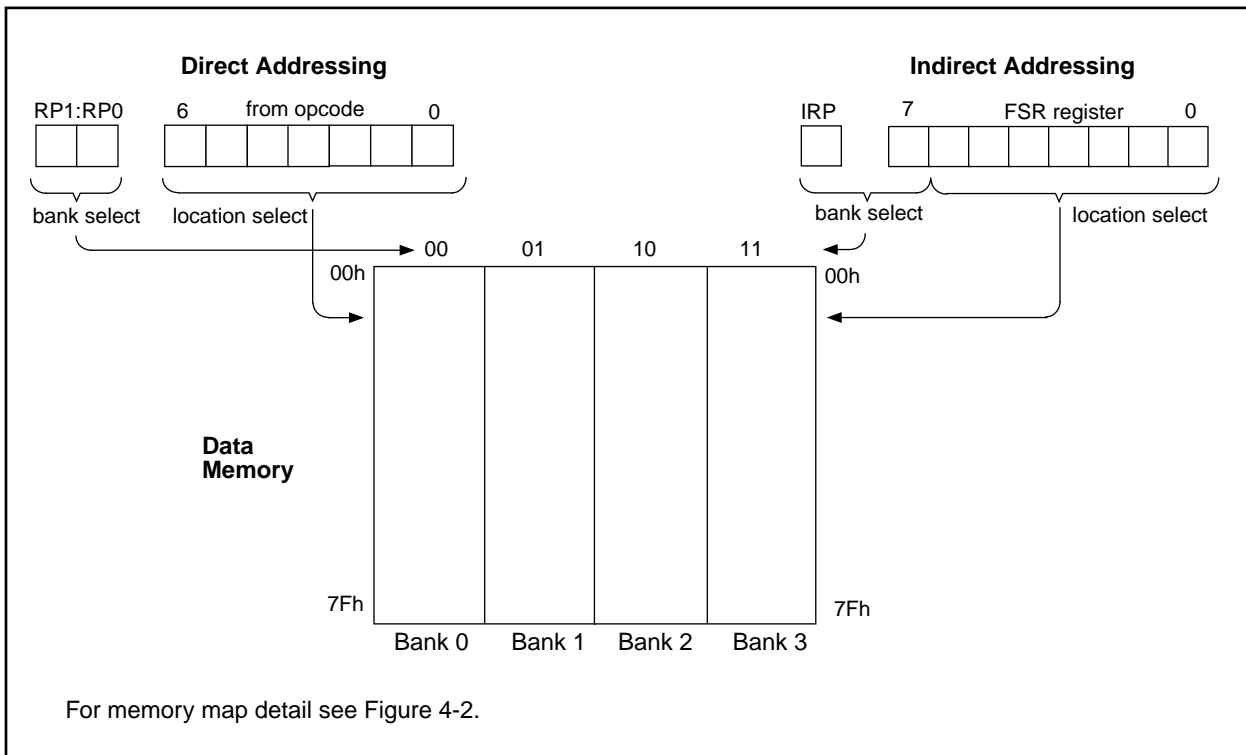 Direct Addressing
Indirect Addressing
RP1:RP0
6
from opcode
0
IRP
7
FSR register
0
bank select
location select
bank select
location select
00
01
10
11
00h
00h
Data
Memory
7Fh
7Fh
Bank 0
Bank 1
Bank 2
Bank 3
For memory map detail see Figure 4-2.